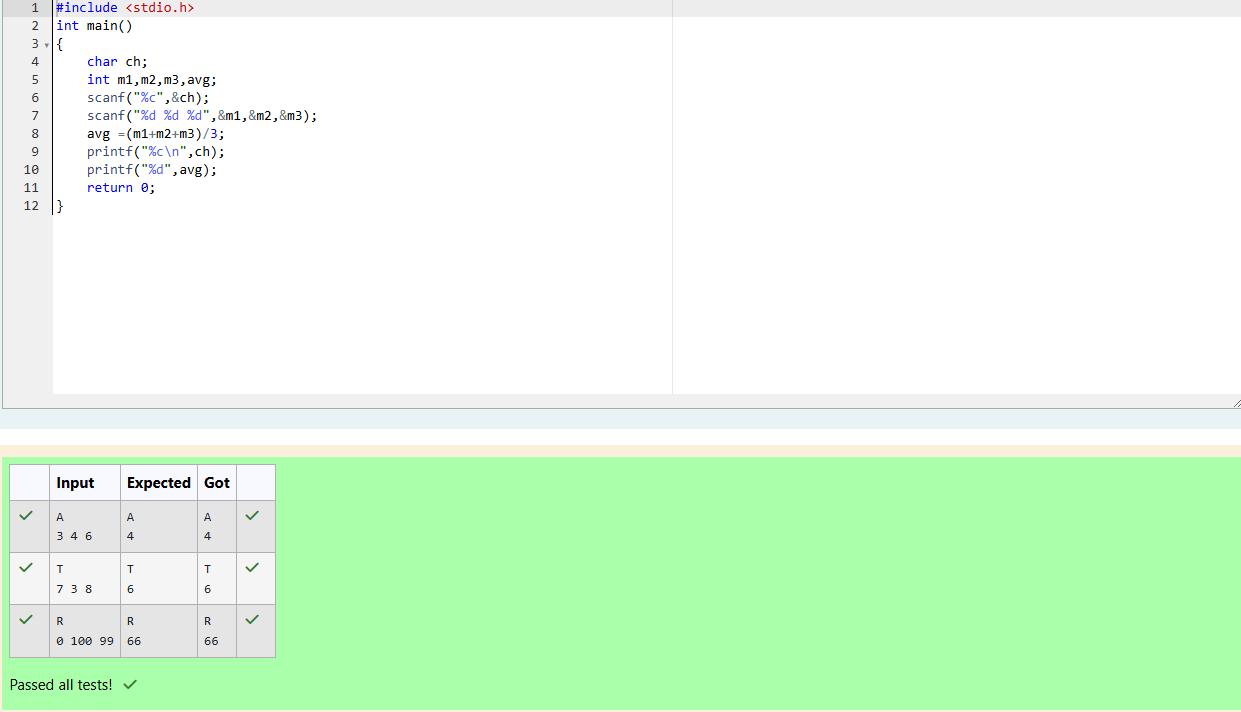 1 #include <stdio.h>
2 int main()
3 {
4     char ch;
5     int m1,m2,m3,avg;
6     scanf("%c",&ch);
7     scanf("%d %d %d",&m1,&m2,&m3);
8     avg =(m1+m2+m3)/3;
9     printf("%c\n",ch);
10     printf("%d",avg);
11     return 0;
12 }
Input Expected Got
A A A
3 4 6 4 4
T T T
7 3 8 6 6
R R R
0 100 99 66 66
Passed all tests!